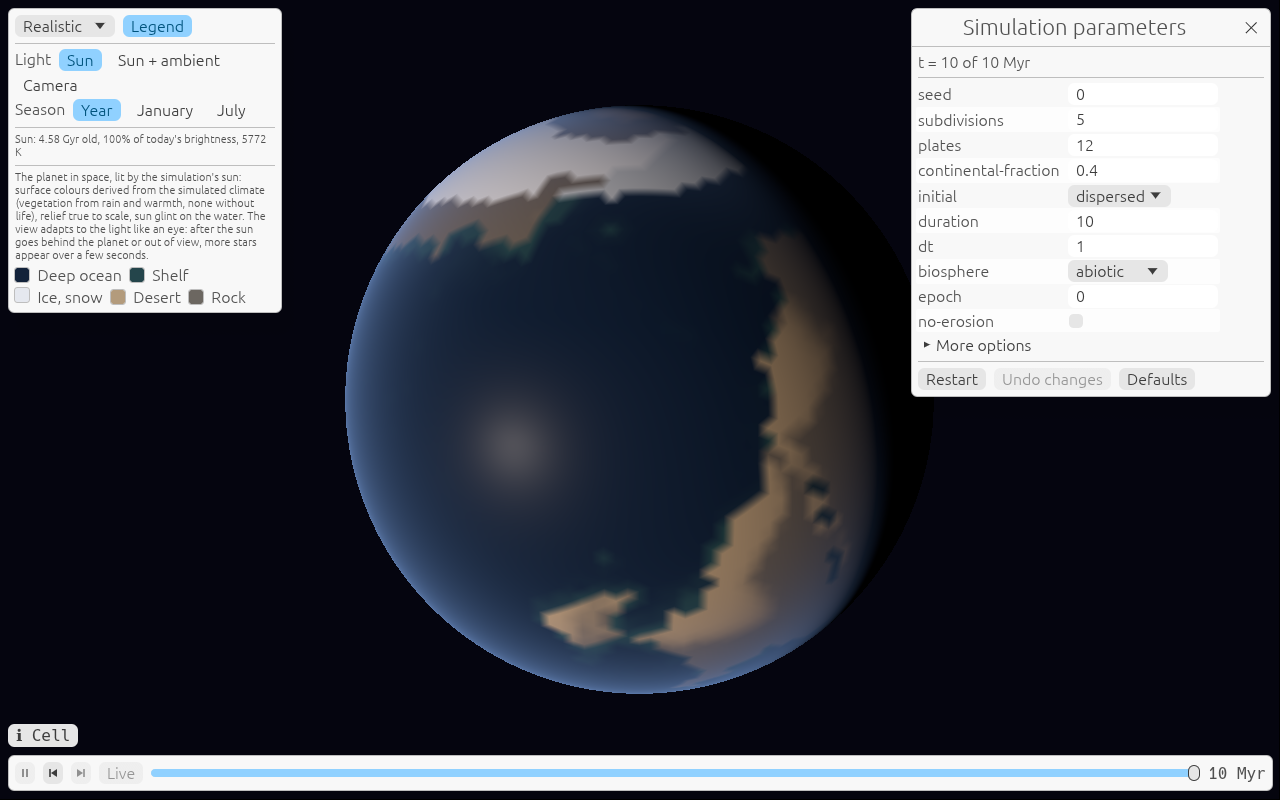 Realistic
Legend
Light Sun Sun + ambient
Camera
Season Year January July
Sun: 4.58 Gyr old, 100% of today's brightness, 5772
K
The planet in space, lit by the simulation's sun:
surface colours derived from the simulated climate
(vegetation from rain and warmth, none without
life), relief true to scale, sun glint on the water. The
view adapts to the light like an eye: after the sun
goes behind the planet or out of view, more stars
appear over a few seconds.
Deep ocean Shelf
Ice, snow Desert Rock
Simulation parameters
t = 10 of 10 Myr
seed 0
subdivisions 5
plates 12
continental-fraction 0.4
initial dispersed
duration 10
dt 1
biosphere abiotic
epoch 0
no-erosion
More options
Restart Undo changes Defaults
ℹ Cell
Live 10 Myr